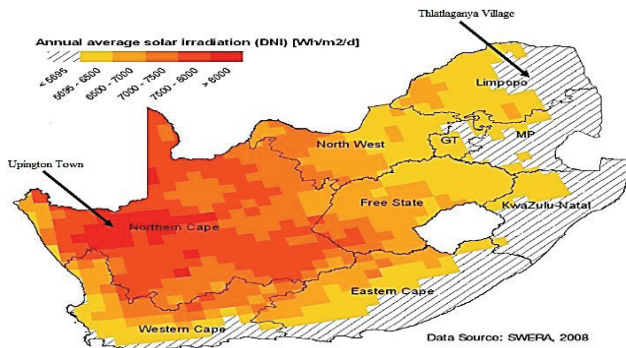 Thlatlaganya Village
Annual average solar irradiation (DNI) [Wh/m2/d]
< 5695
5695 - 6500
6500 - 7000
7000 - 7500
7500 - 8000
> 8000
Limpopo
MP
GT
North West
Upington Town
Free State
KwaZulu-Natal
Northern Cape
Eastern Cape
Western Cape
Data Source: SWERA, 2008